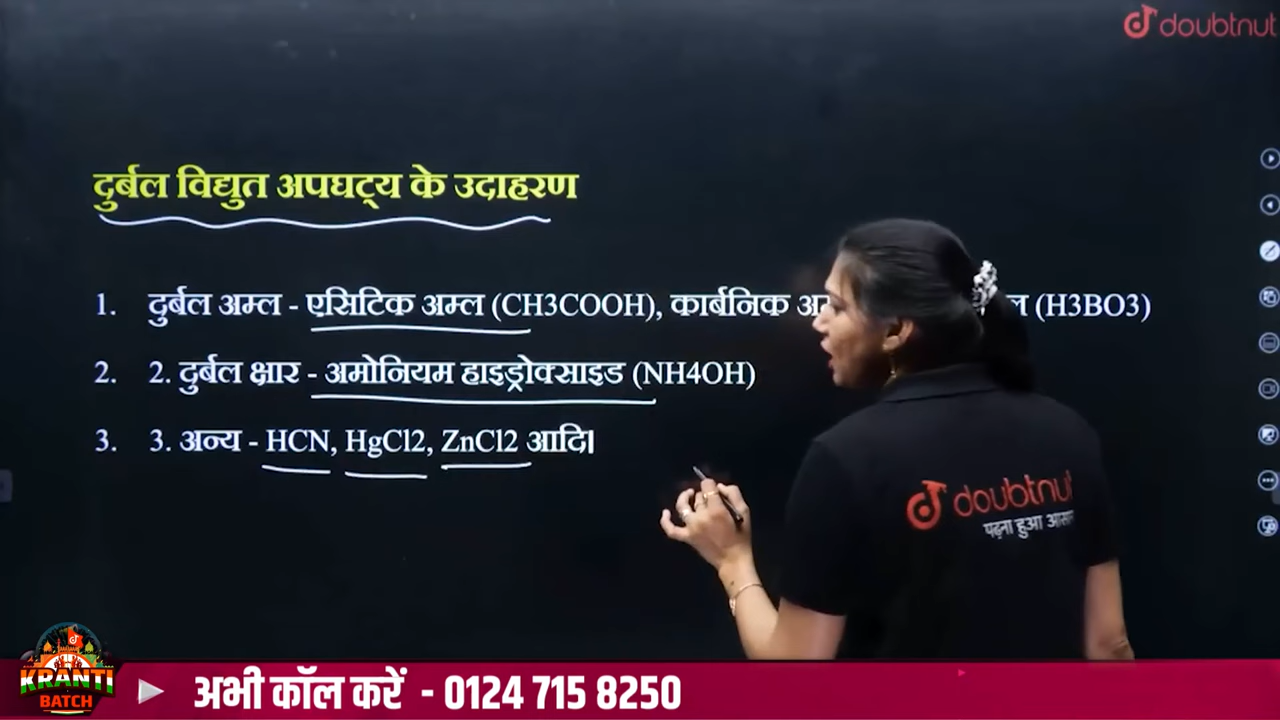 doubtnut
दुर्बल विद्युत अपघट्य के उदाहरण
1. दुर्बल अम्ल - एसिटिक अम्ल (CH3COOH), कार्बनिक (H3BO3)
2. 2. दुर्बल क्षार - अमोनियम हाइड्रोक्साइड (NH4OH)
3. 3. अन्य - HCN, HgCl2, ZnCl2 आदि।
doubtnut
पढ़ना हुआ आसान
KRANTI
BATCH
अभी कॉल करें - 0124 715 8250